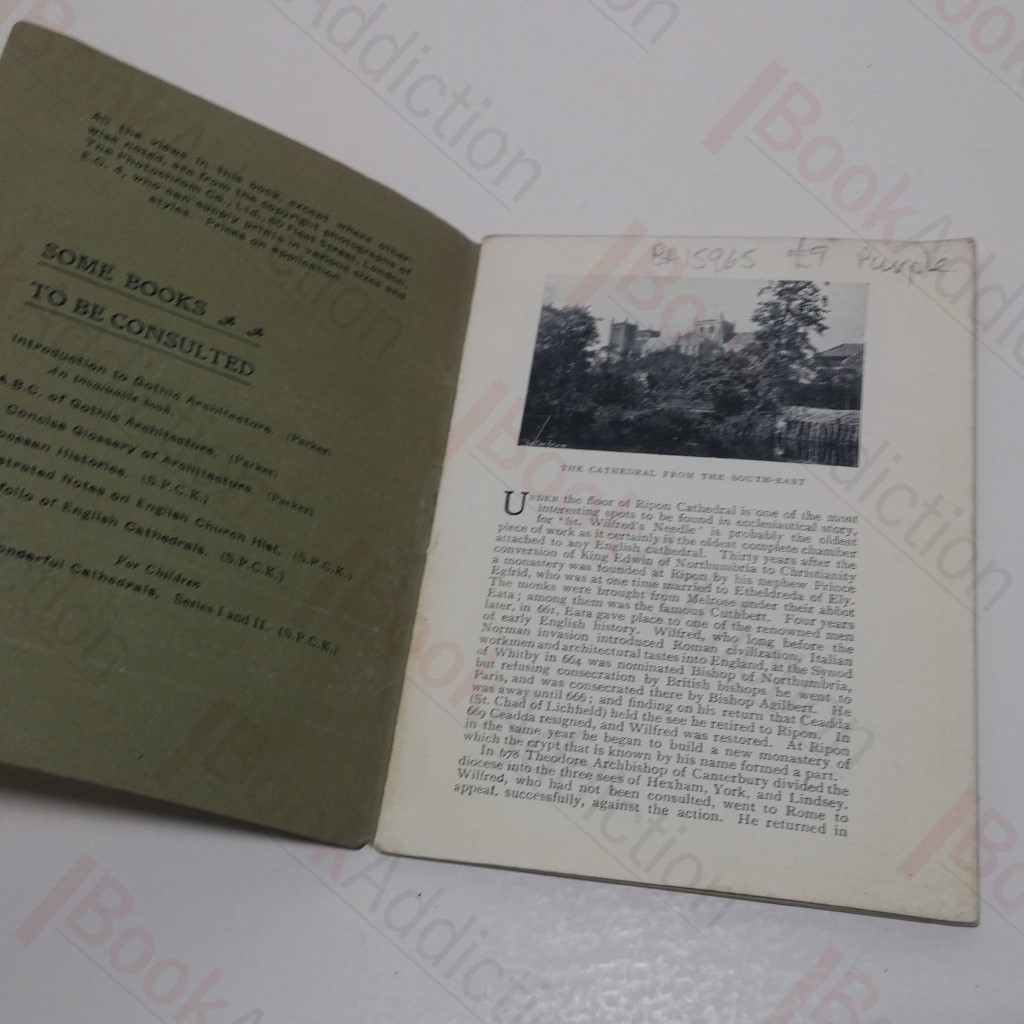 All the views in this book, except where other-
wise noted, are from the copyright photographs of
The Photochrom Co., Ltd., 60 Fleet Street, London,
E.C. 4, who can supply prints in various sizes and
styles. Prices on application.
SOME BOOKS
TO BE CONSULTED
Introduction to Gothic Architecture. (Parker)
An invaluable book.
A.B.C. of Gothic Architecture. (Parker)
Concise Glossary of Architecture. (Parker)
Histories. (S.P.C.K.)
strated Notes on English Church Hist. (S.P.C.K.)
folio of English Cathedrals. (S.P.C.K.)
For Children
onderful Cathedrals, Series I and II. (S.P.C.K.)
BA15965 £9
THE CATHEDRAL FROM THE SOUTH-EAST
UNDER the floor of Ripon Cathedral is one of the most
interesting spots to be found in ecclesiastical story,
for "St. Wilfred's Needle" is probably the oldest
piece of work as it certainly is the oldest complete chamber
attached to any English cathedral. Thirty years after the
conversion of King Edwin of Northumbria to Christianity
a monastery was founded at Ripon by his nephew Prince
Egfrid, who was at one time married to Etheldreda of Ely.
The monks were brought from Melrose under their abbot
Eata; among them was the famous Cuthbert. Four years
later, in 661, Eata gave place to one of the renowned men
of early English history. Wilfred, who long before the
Norman invasion introduced Roman civilization, Italian
workmen and architectural tastes into England, at the Synod
of Whitby in 664 was nominated Bishop of Northumbria,
but refusing consecration by British bishops he went to
Paris, and was consecrated there by Bishop Agilbert. He
was away until 666; and finding on his return that Ceadda
(St. Chad of Lichfield) held the see he retired to Ripon. In
669 Ceadda resigned, and Wilfred was restored. At Ripon
in the same year he began to build a new monastery of
which the crypt that is known by his name formed a part.
In 678 Theodore Archbishop of Canterbury divided the
diocese into the three sees of Hexham, York, and Lindsey.
Wilfred, who had not been consulted, went to Rome to
appeal, successfully, against the action. He returned in